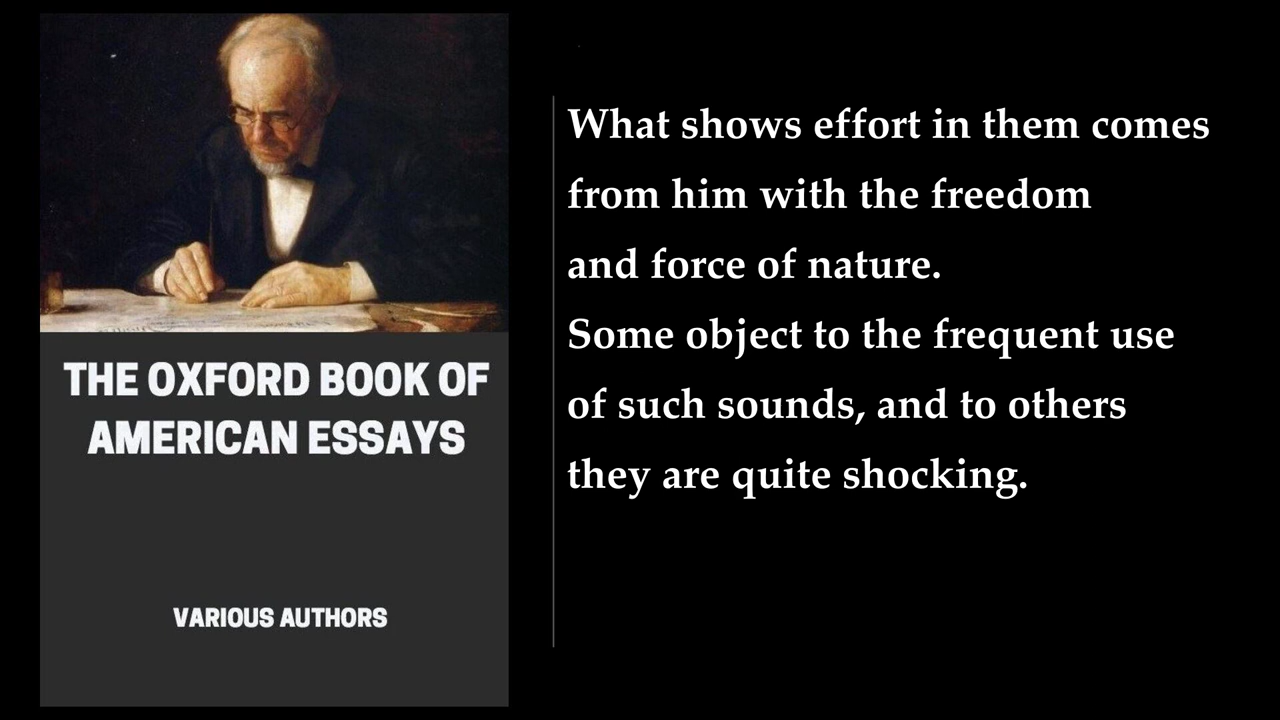 THE OXFORD BOOK OF
AMERICAN ESSAYS
VARIOUS AUTHORS
What shows effort in them comes
from him with the freedom
and force of nature.
Some object to the frequent use
of such sounds, and to others
they are quite shocking.